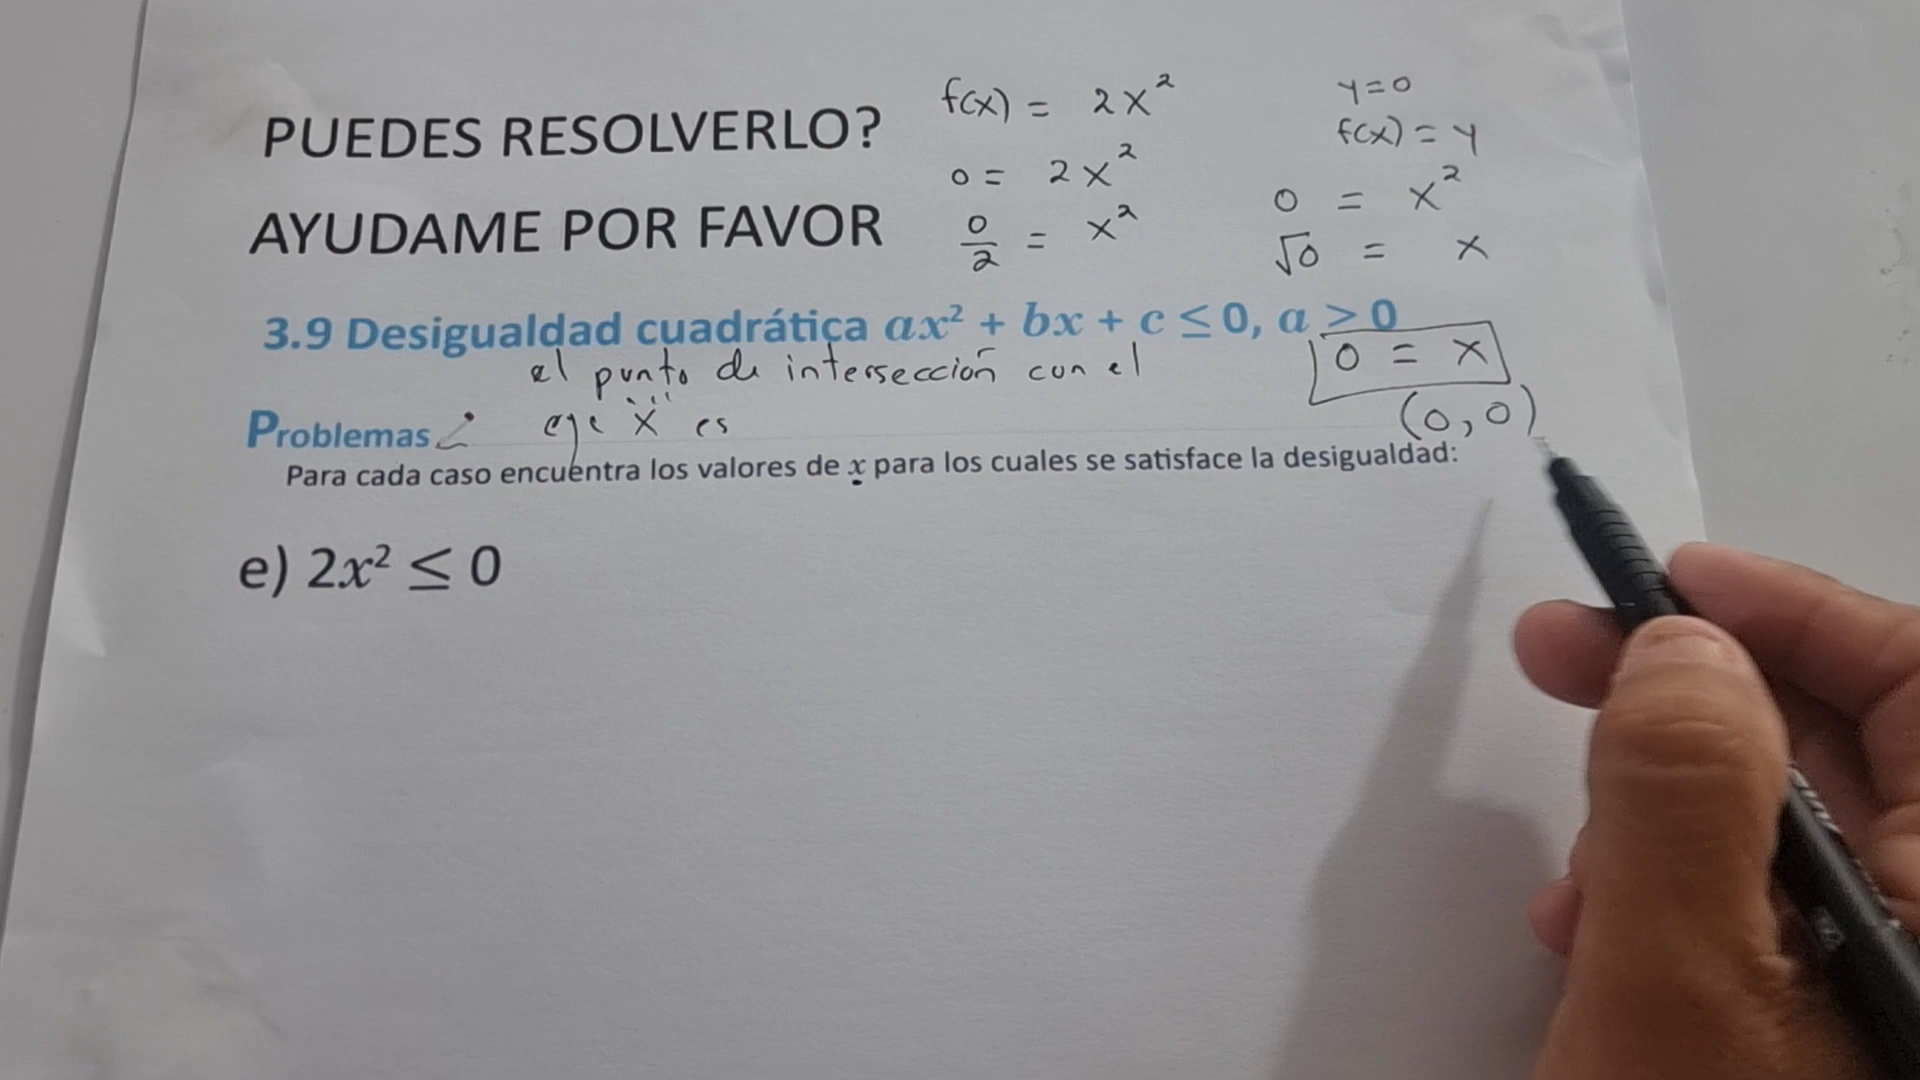 PUEDES RESOLVERLO?
AYUDAME POR FAVOR
f(x) = 2x²
0 = 2x²
0/2 = x²
y=0
f(x) = y
0 = x²
√0 = x
3.9 Desigualdad cuadrática ax² + bx + c ≤ 0, a > 0
el punto de intersección con el
eje "x" es
0 = x
(0,0)
Problemas
Para cada caso encuentra los valores de x para los cuales se satisface la desigualdad:
e) 2x² ≤ 0